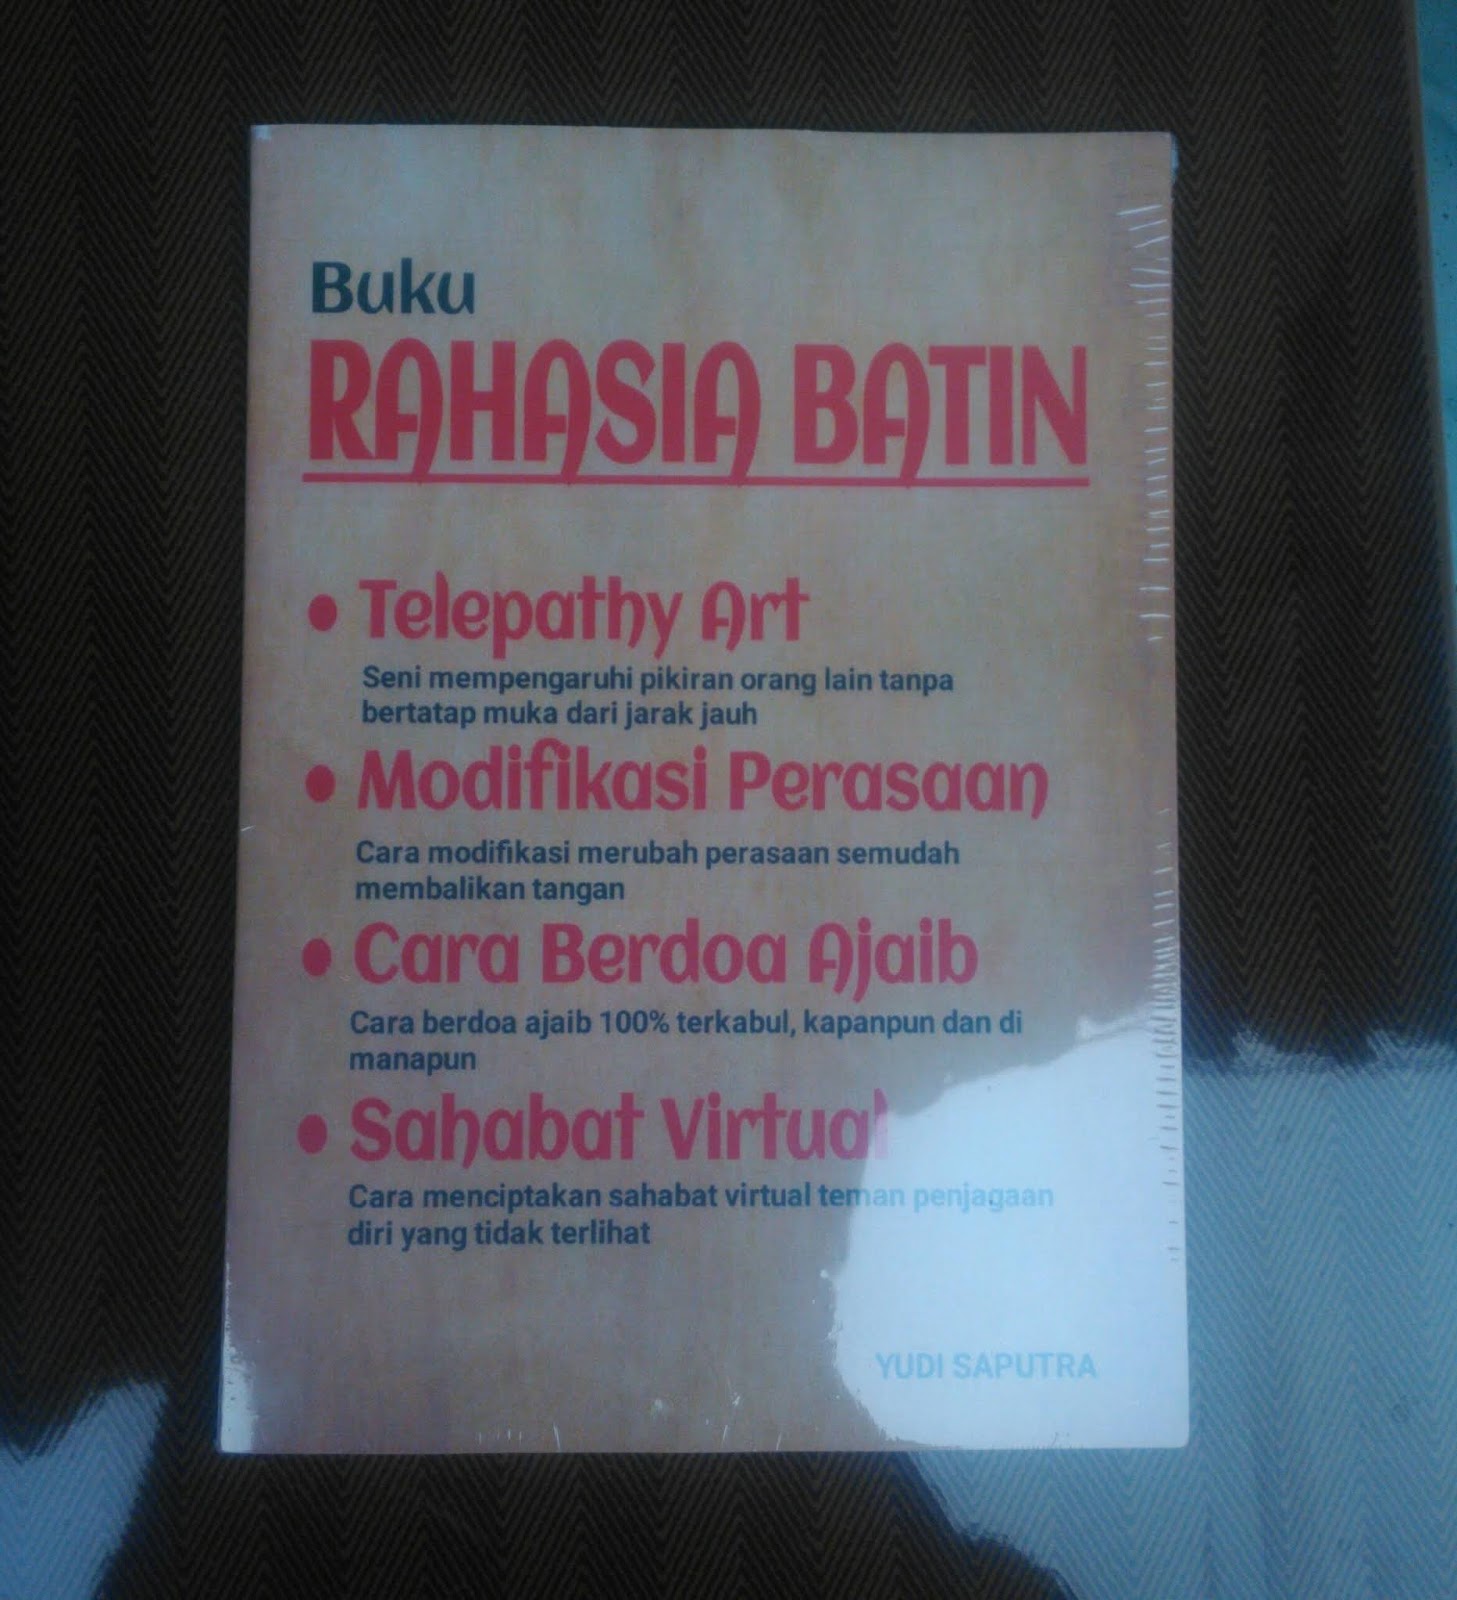 Buku
RAHASIA BATIN
• Telepathy Art
Seni mempengaruhi pikiran orang lain tanpa
bertatap muka dari jarak jauh
• Modifikasi Perasaan
Cara modifikasi merubah perasaan semudah
membalikan tangan
• Cara Berdoa Ajaib
Cara berdoa ajaib 100% terkabul, kapanpun dan di
manapun
• Sahabat Virtual
Cara menciptakan sahabat virtual teman penjagaan
diri yang tidak terlihat
YUDI SAPUTRA